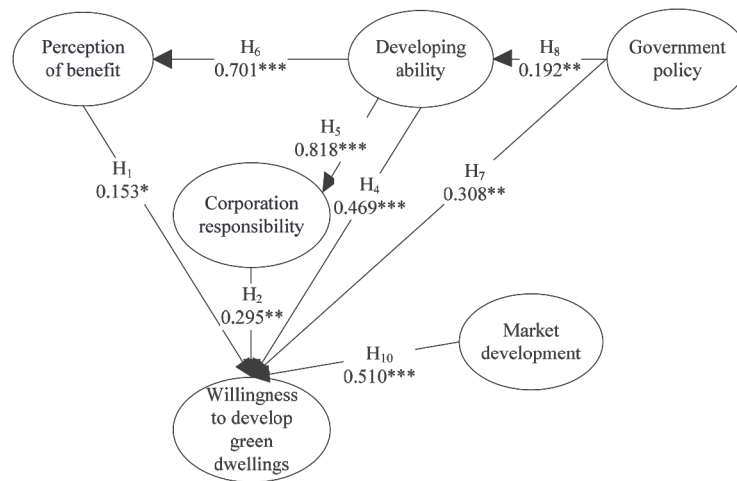 Perception
of benefit
H₆
0.701***
Developing
ability
H₈
0.192**
Government
policy
H₅
0.818***
H₁
0.153*
H₄
0.469***
H₇
0.308**
Corporation
responsibility
H₂
0.295**
Market
development
H₁₀
0.510***
Willingness
to develop
green
dwellings